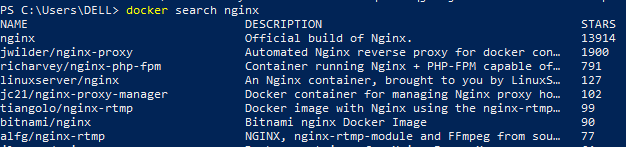 PS C:\Users\DELL> docker search nginx
NAME DESCRIPTION STARS
nginx Official build of Nginx. 13914
jwilder/nginx-proxy Automated Nginx reverse proxy for docker con… 1900
richarvey/nginx-php-fpm Container running Nginx + PHP-FPM capable of… 791
linuxserver/nginx An Nginx container, brought to you by LinuxS… 127
jc21/nginx-proxy-manager Docker container for managing Nginx proxy ho… 102
tiangolo/nginx-rtmp Docker image with Nginx using the nginx-rtmp… 99
bitnami/nginx Bitnami nginx Docker Image 90
alfg/nginx-rtmp NGINX, nginx-rtmp-module and FFmpeg from sou… 77